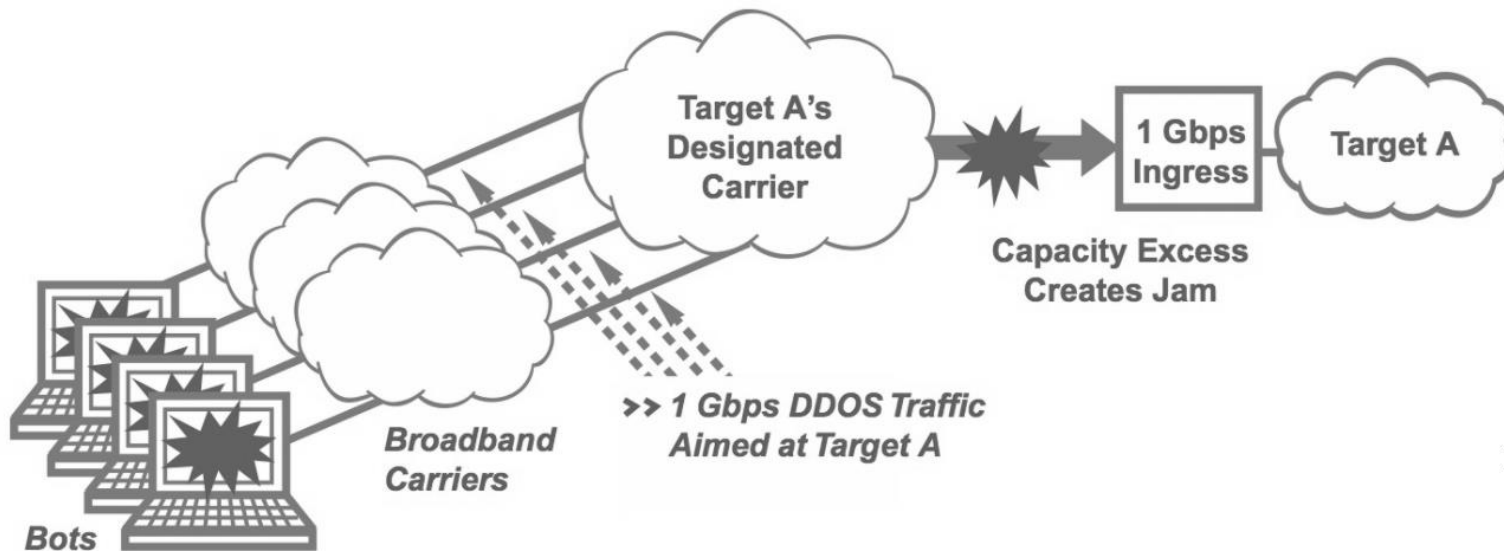 Target A's
Designated
Carrier
1 Gbps
Ingress
Target A
Capacity Excess
Creates Jam
>> 1 Gbps DDOS Traffic
Aimed at Target A
Broadband
Carriers
Bots